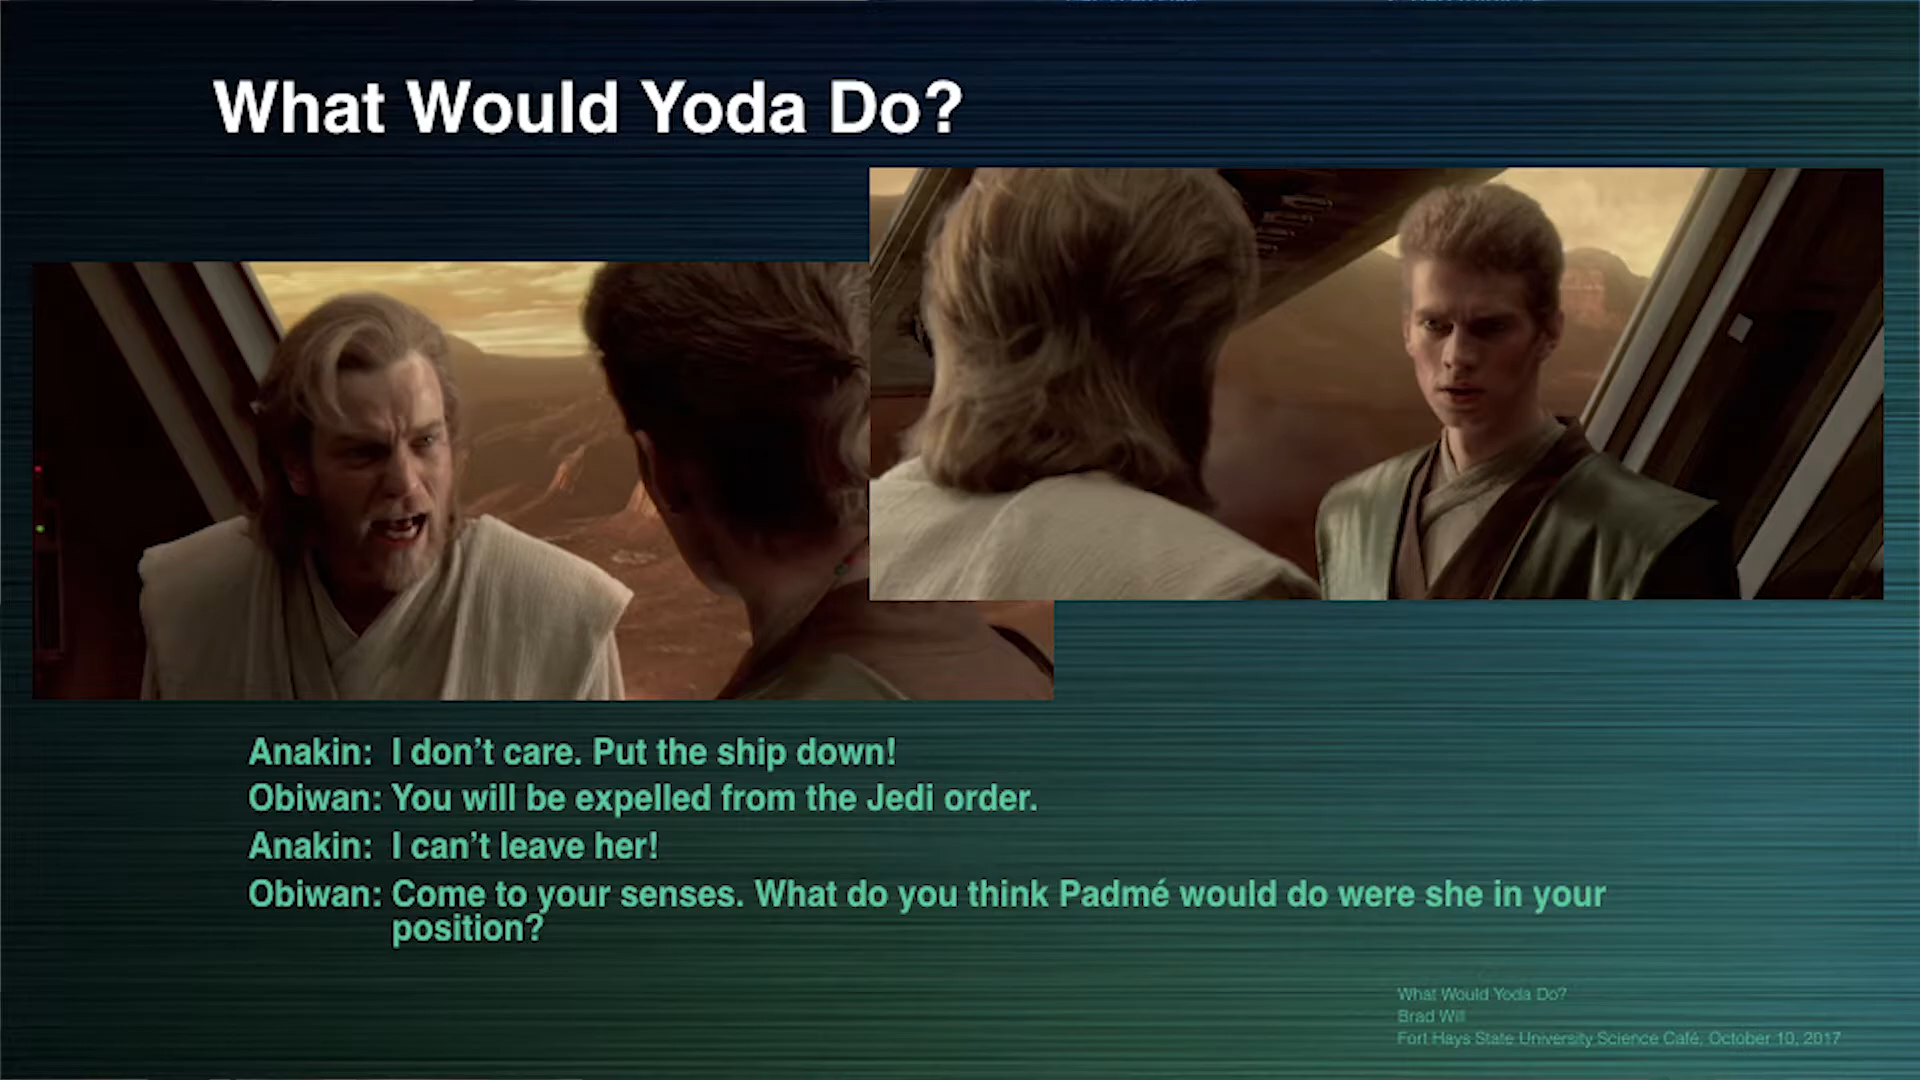 What Would Yoda Do?
Anakin: I don't care. Put the ship down!
Obiwan: You will be expelled from the Jedi order.
Anakin: I can't leave her!
Obiwan: Come to your senses. What do you think Padmé would do were she in your
position?
What Would Yoda Do?
Brad Will
Fort Hays State University Science Café, October 10, 2017